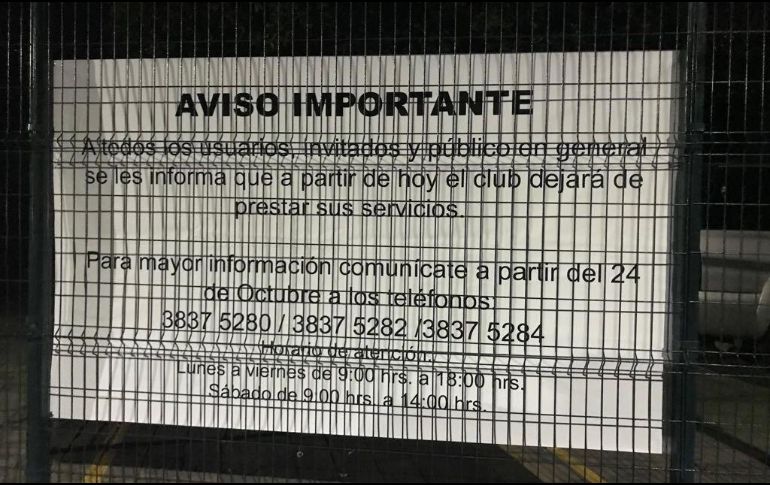 AVISO IMPORTANTE
A todos los usuarios, invitados y público en general
se les informa que a partir de hoy el club dejará de
prestar sus servicios.
Para mayor información comunícate a partir del 24
de Octubre a los teléfonos:
3837 5280 / 3837 5282 /3837 5284
Horario de atención:
Lunes a viernes de 9:00 hrs. a 18:00 hrs.
Sábado de 9:00 hrs. a 14:00 hrs.